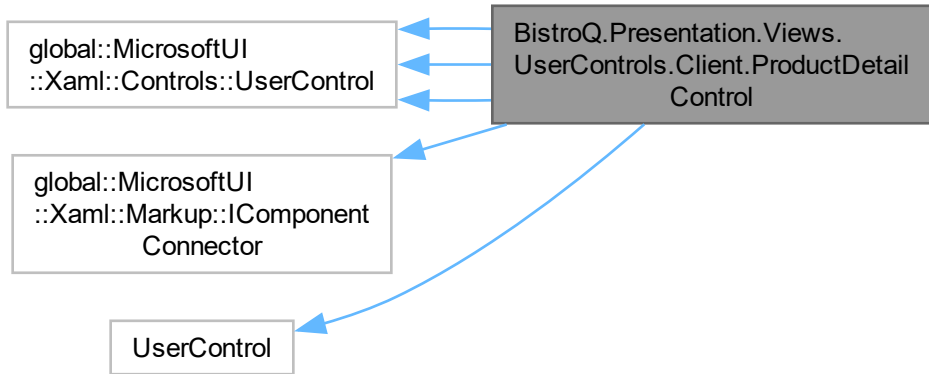 global::MicrosoftUI
::Xaml::Controls::UserControl
BistroQ.Presentation.Views.
UserControls.Client.ProductDetail
Control
global::MicrosoftUI
::Xaml::Markup::IComponent
Connector
UserControl